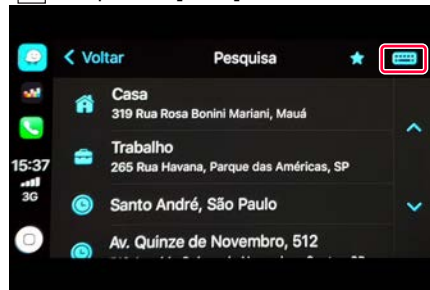 Voltar
Pesquisa
Casa
319 Rua Rosa Bonini Mariani, Mauá
Trabalho
265 Rua Havana, Parque das Américas, SP
15:37
3G
Santo André, São Paulo
Av. Quinze de Novembro, 512